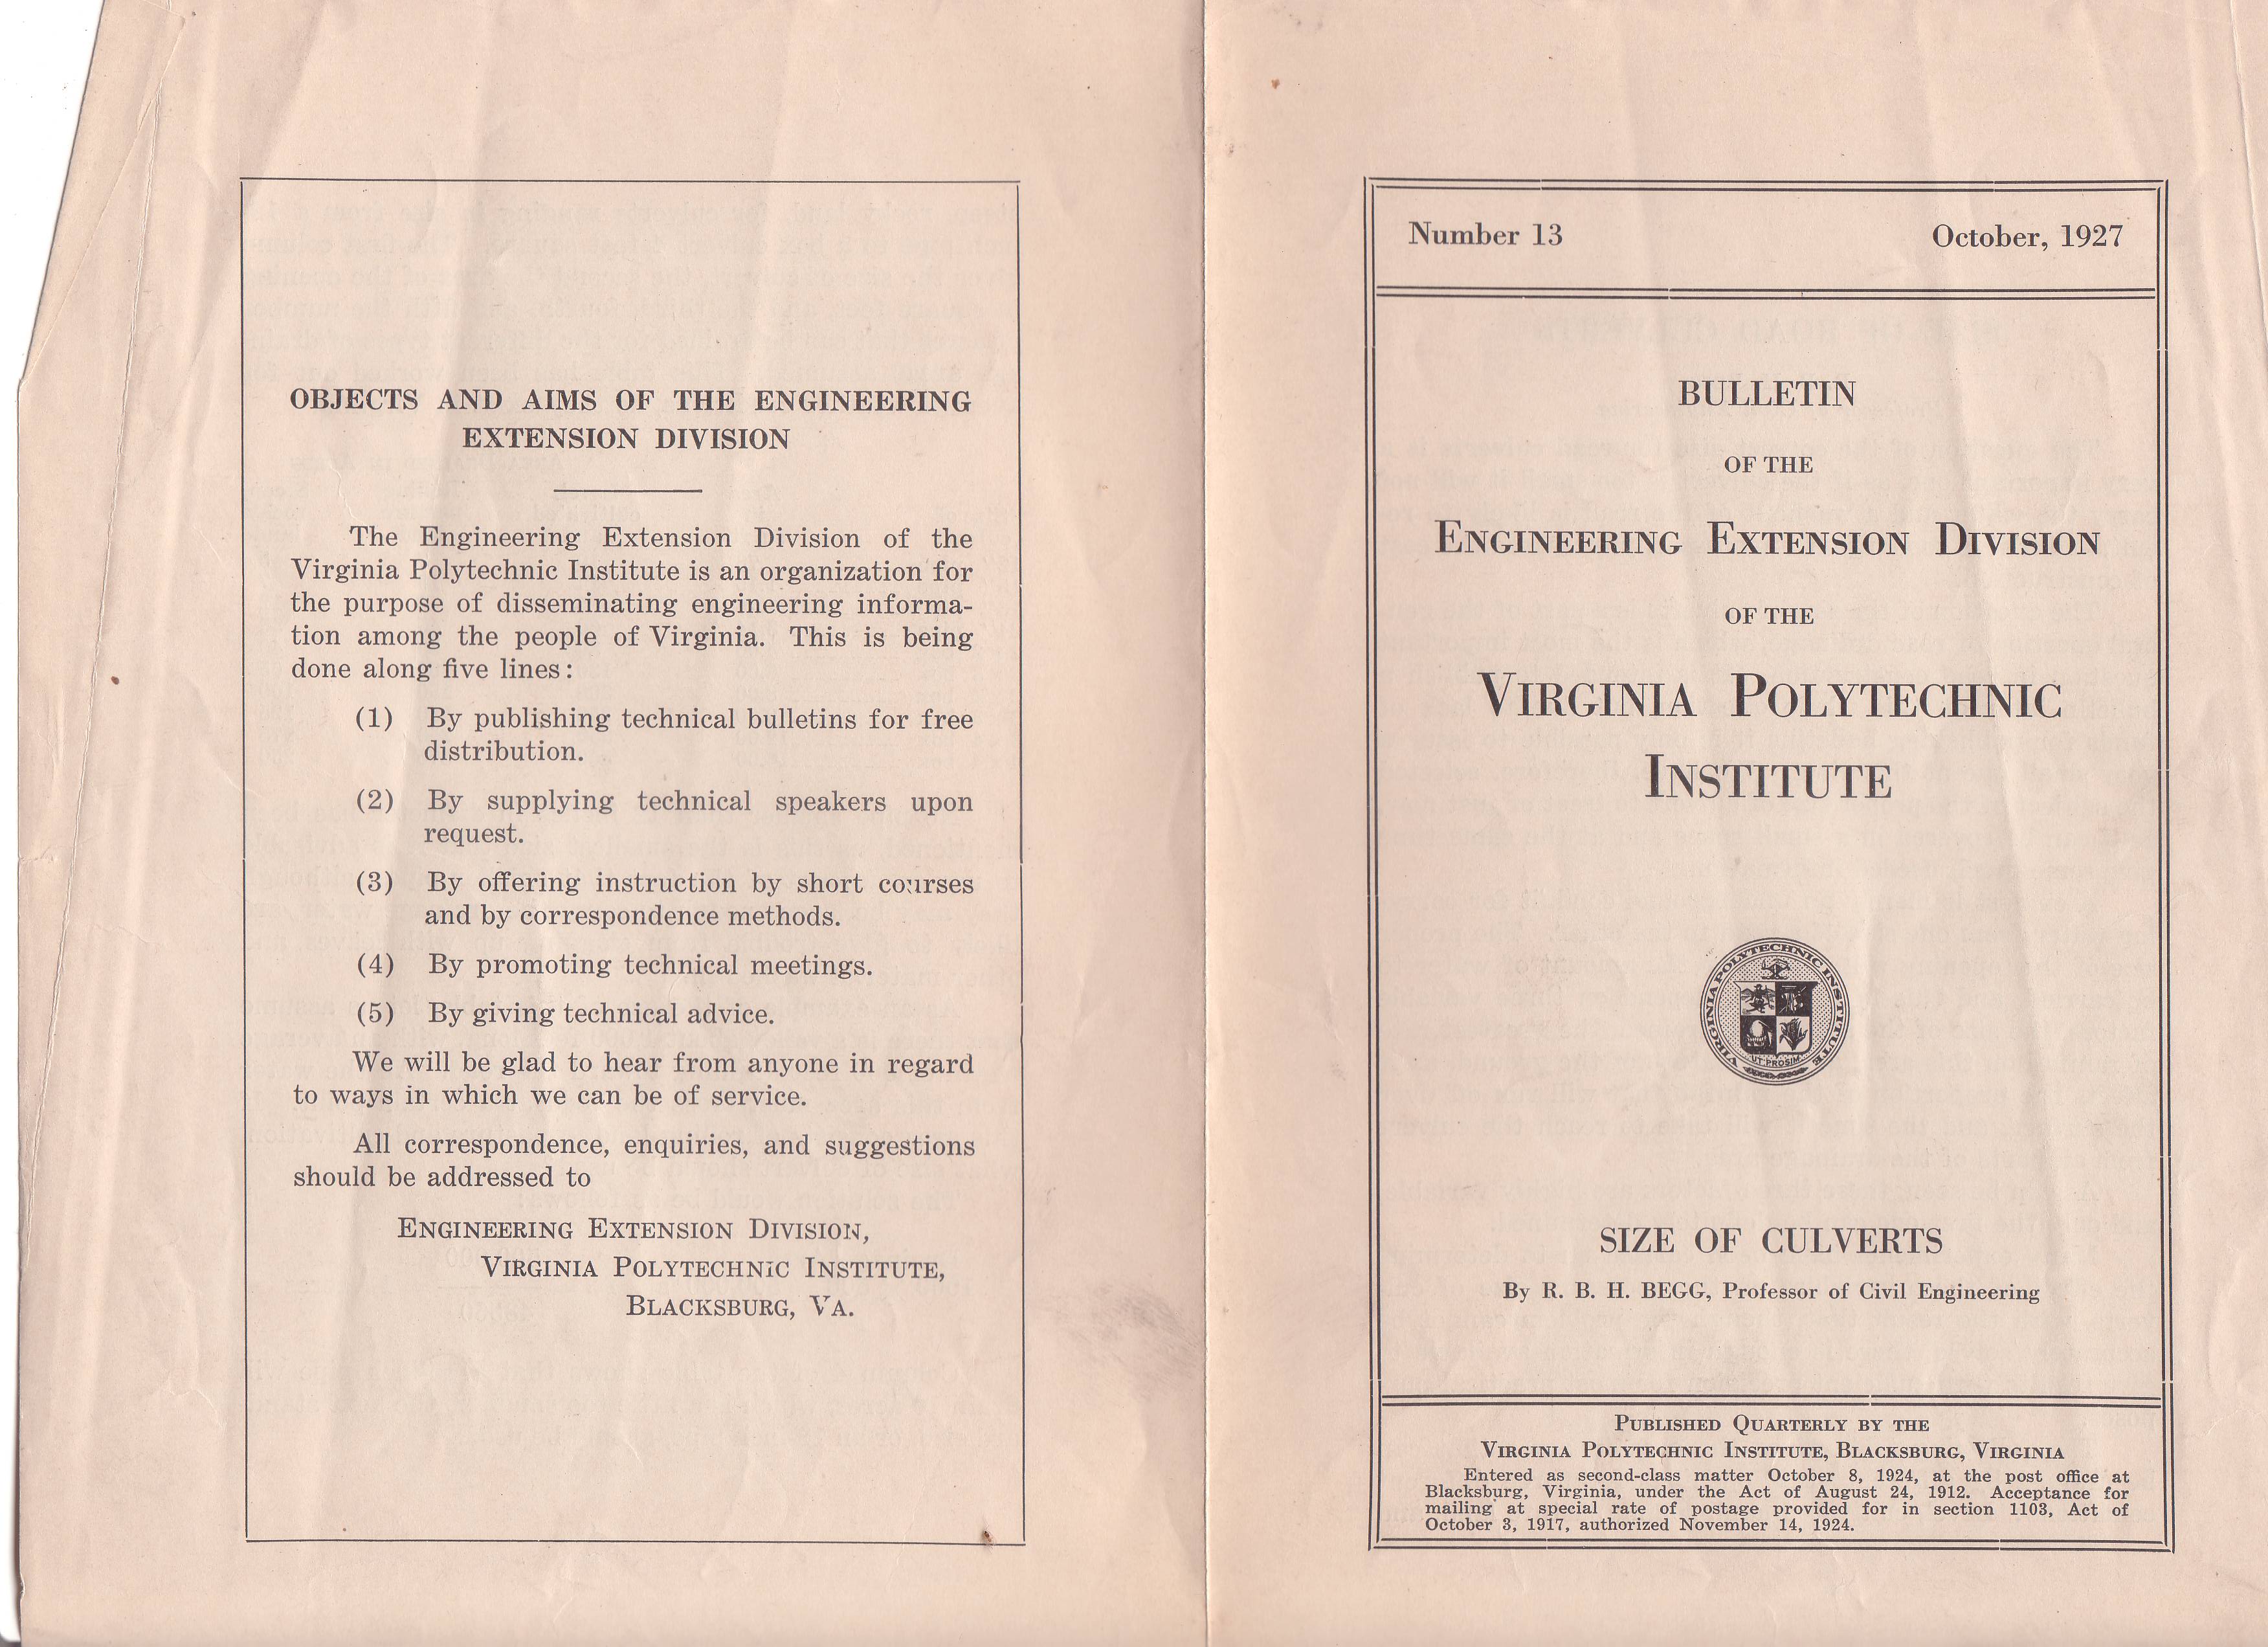 OBJECTS AND AIMS OF THE ENGINEERING
EXTENSION DIVISION
The Engineering Extension Division of the
Virginia Polytechnic Institute is an organization for
the purpose of disseminating engineering informa-
tion among the people of Virginia. This is being
done along five lines:
(1) By publishing technical bulletins for free
distribution.
(2) By supplying technical speakers upon
request.
(3) By offering instruction by short courses
and by correspondence methods.
(4) By promoting technical meetings.
(5) By giving technical advice.
We will be glad to hear from anyone in regard
to ways in which we can be of service.
All correspondence, enquiries, and suggestions
should be addressed to
ENGINEERING EXTENSION DIVISION,
VIRGINIA POLYTECHNIC INSTITUTE,
BLACKSBURG, VA.
Number 13 October, 1927
BULLETIN
OF THE
ENGINEERING EXTENSION DIVISION
OF THE
VIRGINIA POLYTECHNIC
INSTITUTE
VIRGINIA POLYTECHNIC INSTITUTE
UT PROSIM
SIZE OF CULVERTS
By R. B. H. BEGG, Professor of Civil Engineering
PUBLISHED QUARTERLY BY THE
VIRGINIA POLYTECHNIC INSTITUTE, BLACKSBURG, VIRGINIA
Entered as second-class matter October 8, 1924, at the post office at
Blacksburg, Virginia, under the Act of August 24, 1912. Acceptance for
mailing at special rate of postage provided for in section 1103, Act of
October 3, 1917, authorized November 14, 1924.